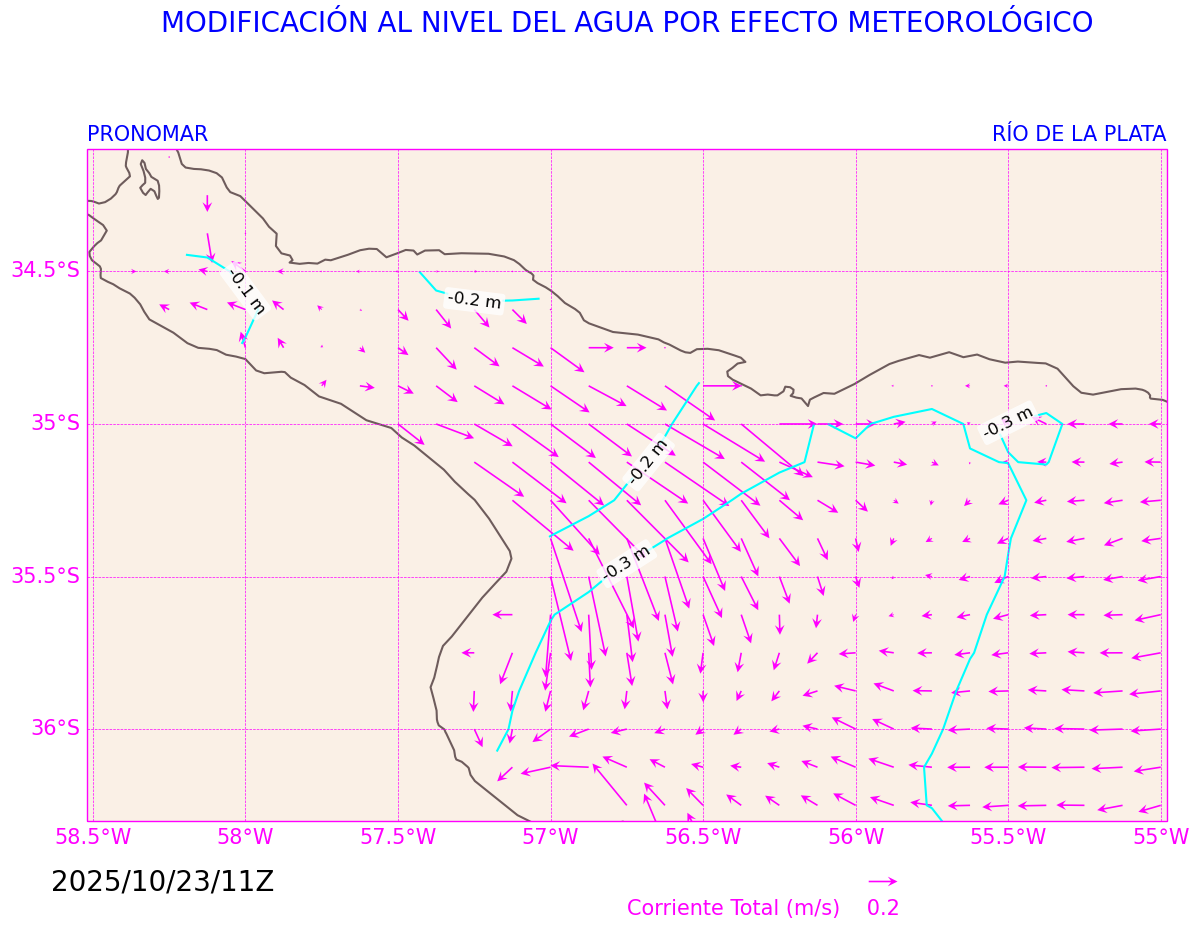 MODIFICACIÓN AL NIVEL DEL AGUA POR EFECTO METEOROLÓGICO
PRONOMAR
RÍO DE LA PLATA
34.5°S
35°S
35.5°S
36°S
-0.1 m
-0.2 m
-0.3 m
-0.2 m
-0.3 m
58.5°W
58°W
57.5°W
57°W
56.5°W
56°W
55.5°W
55°W
2025/10/23/11Z
Corriente Total (m/s) 0.2